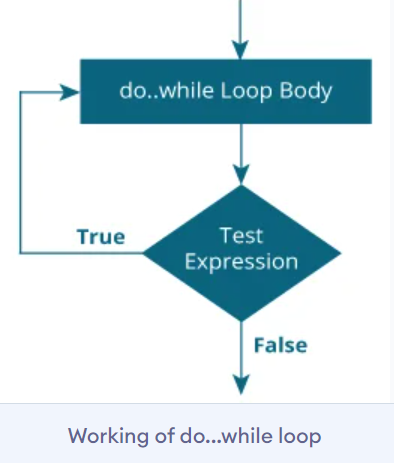 do..while Loop Body
Test
Expression
True
False
Working of do...while loop